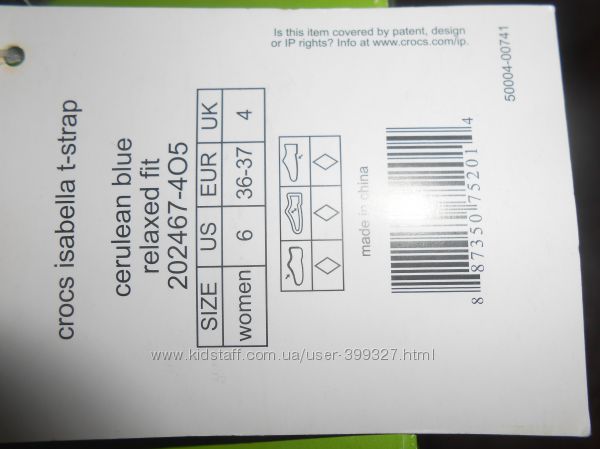 Is this item covered by patent, design
or IP rights? Info at www.crocs.com/ip.
50004-00741
crocs isabella t-strap
cerulean blue
relaxed fit
202467-4O5
SIZE US EUR UK
women 6 36-37 4
made in china
8 87350 75201 4
www.kidstaff.com.ua/user-399327.html